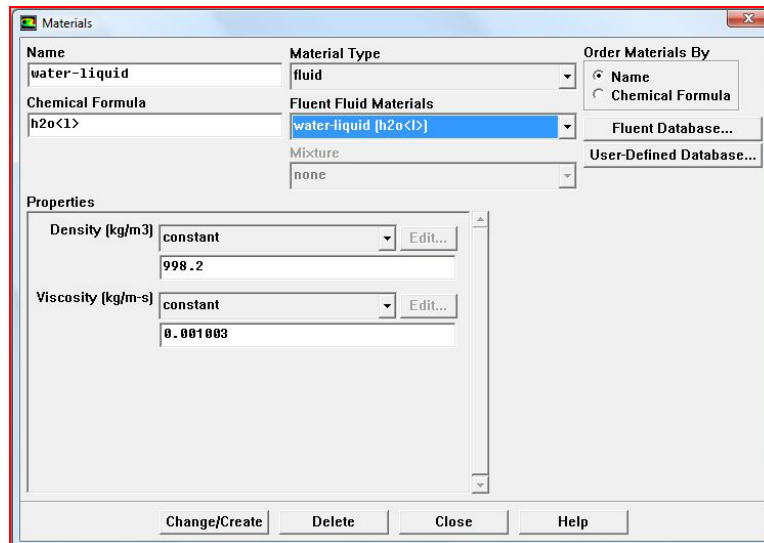 Materials
Name
water-liquid
Chemical Formula
h2o<l>
Material Type
fluid
Fluent Fluid Materials
water-liquid (h2o<l>)
Mixture
none
Order Materials By
Name
Chemical Formula
Fluent Database...
User-Defined Database...
Properties
Density (kg/m3)
constant
Edit...
998.2
Viscosity (kg/m-s)
constant
Edit...
0.001003
Change/Create
Delete
Close
Help